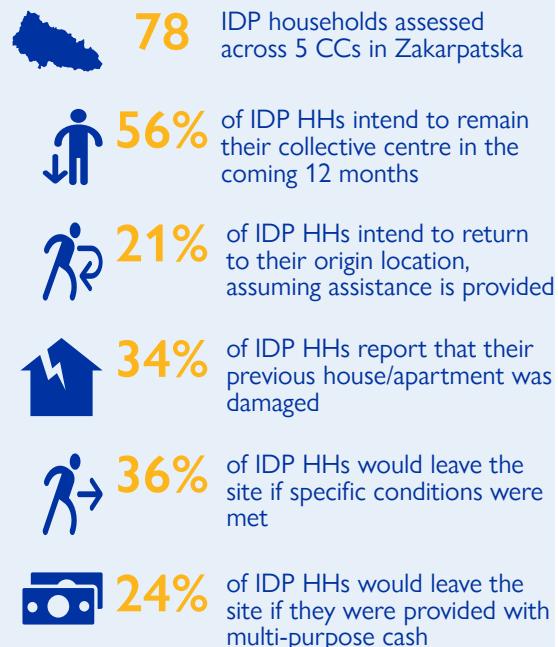 78
IDP households assessed
across 5 CCs in Zakarpatska
56%
of IDP HHs intend to remain
their collective centre in the
coming 12 months
21%
of IDP HHs intend to return
to their origin location,
assuming assistance is provided
34%
of IDP HHs report that their
previous house/apartment was
damaged
36%
of IDP HHs would leave the
site if specific conditions were
met
24%
of IDP HHs would leave the
site if they were provided with
multi-purpose cash